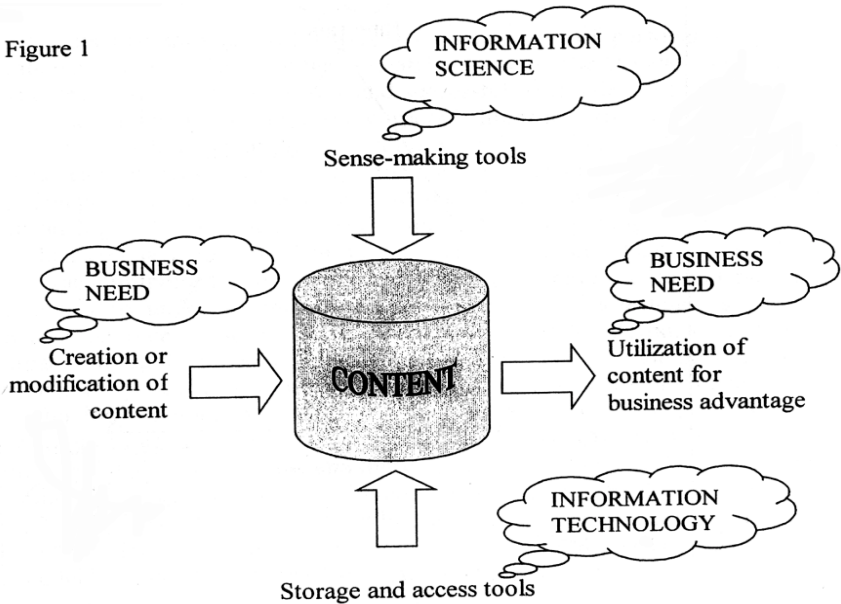 Figure 1
INFORMATION
SCIENCE
Sense-making tools
BUSINESS
NEED
Creation or
modification of
content
CONTENT
BUSINESS
NEED
Utilization of
content for
business advantage
INFORMATION
TECHNOLOGY
Storage and access tools